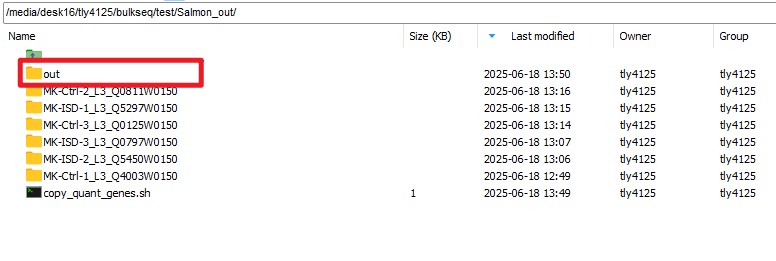 /media/desk16/tly4125/bulkseq/test/Salmon_out/
Name Size (KB) Last modified Owner Group
out 2025-06-18 13:50 tly4125 tly4125
MK-Ctrl-2_L3_Q0811W0150 2025-06-18 13:16 tly4125 tly4125
MK-ISD-1_L3_Q5297W0150 2025-06-18 13:15 tly4125 tly4125
MK-Ctrl-3_L3_Q0125W0150 2025-06-18 13:14 tly4125 tly4125
MK-ISD-3_L3_Q0797W0150 2025-06-18 13:07 tly4125 tly4125
MK-ISD-2_L3_Q5450W0150 2025-06-18 13:06 tly4125 tly4125
MK-Ctrl-1_L3_Q4003W0150 2025-06-18 12:49 tly4125 tly4125
copy_quant_genes.sh 1 2025-06-18 13:49 tly4125 tly4125